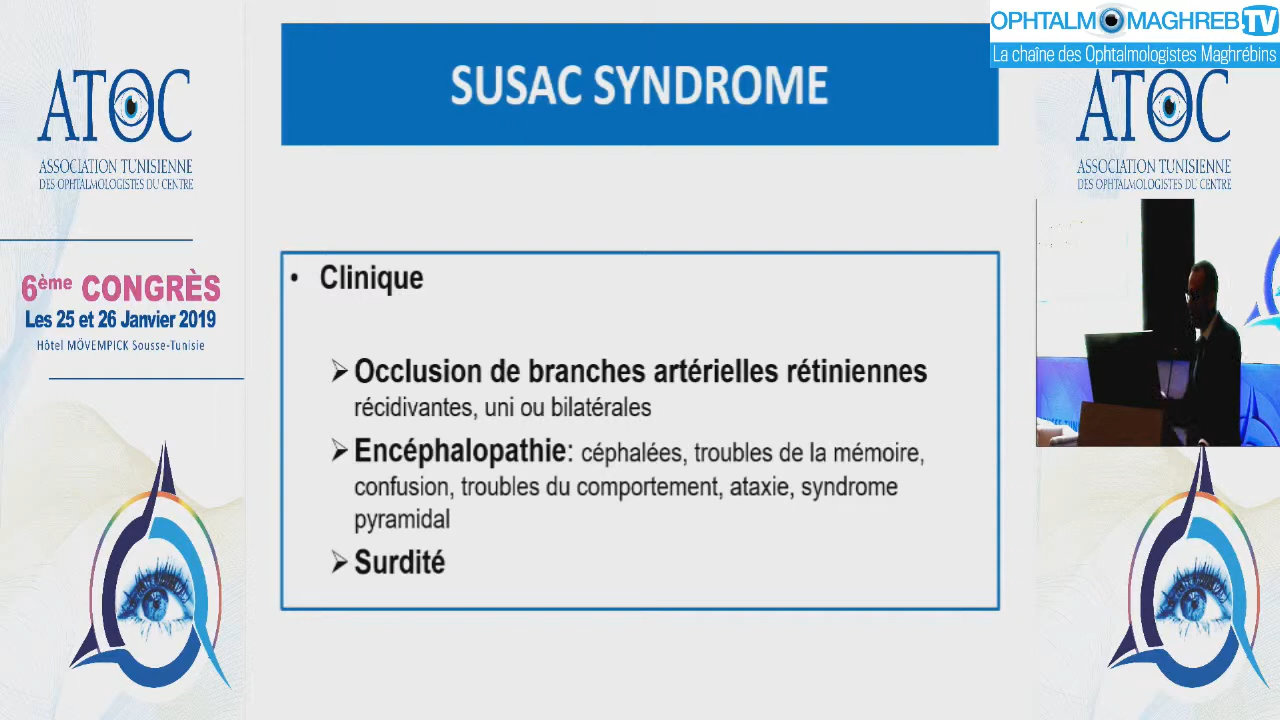 OPHTALMOMAGHREB TV
La chaîne des Ophtalmologistes Maghrébins
ATOC
ASSOCIATION TUNISIENNE
DES OPHTALMOLOGISTES DU CENTRE
6ème CONGRÈS
Les 25 et 26 Janvier 2019
Hôtel MÖVEMPICK Sousse-Tunisie
SUSAC SYNDROME
• Clinique
➢ Occlusion de branches artérielles rétiniennes
récidivantes, uni ou bilatérales
➢ Encéphalopathie: céphalées, troubles de la mémoire,
confusion, troubles du comportement, ataxie, syndrome
pyramidal
➢ Surdité
ATOC
ASSOCIATION TUNISIENNE
DES OPHTALMOLOGISTES DU CENTRE